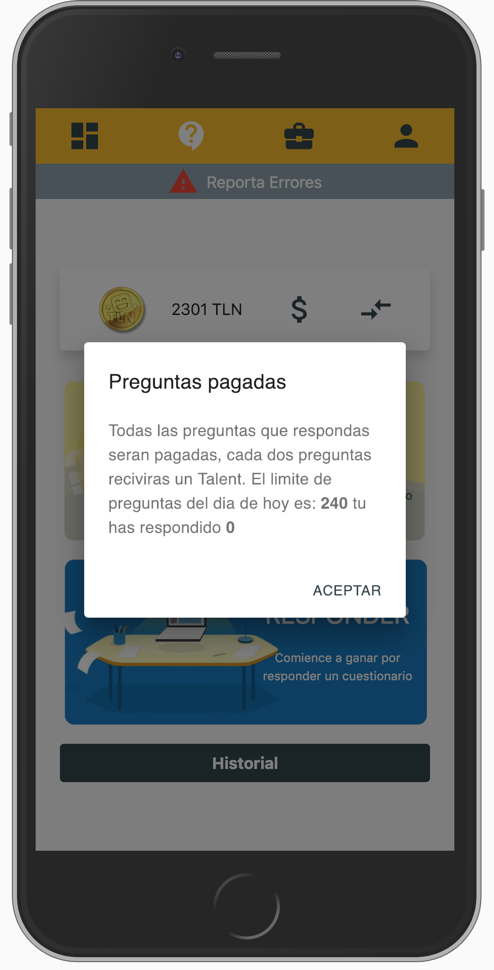 Reporta Errores
2301 TLN
Preguntas pagadas
Todas las preguntas que respondas
seran pagadas, cada dos preguntas
reciviras un Talent. El limite de
preguntas del dia de hoy es: 240 tu
has respondido 0
ACEPTAR
RESPONDER
Comience a ganar por
responder un cuestionario
Historial